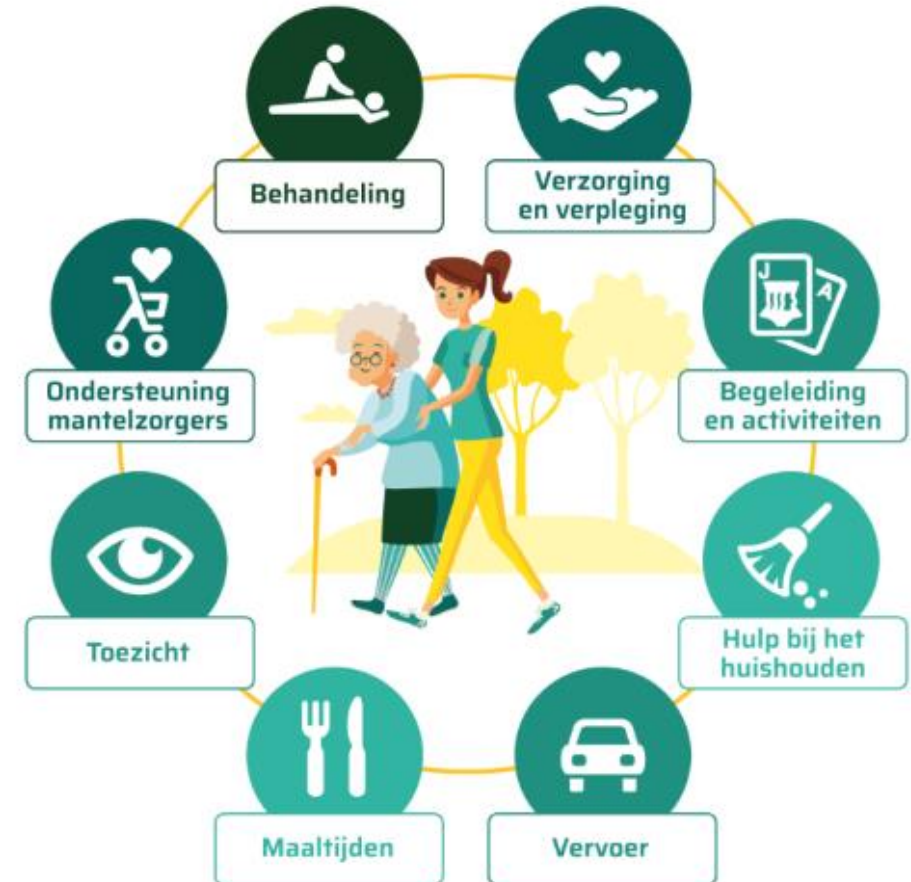 Behandeling
Verzorging
en verpleging
J
A
Ondersteuning
mantelzorgers
Begeleiding
en activiteiten
Toezicht
Hulp bij het
huishouden
Maaltijden
Vervoer